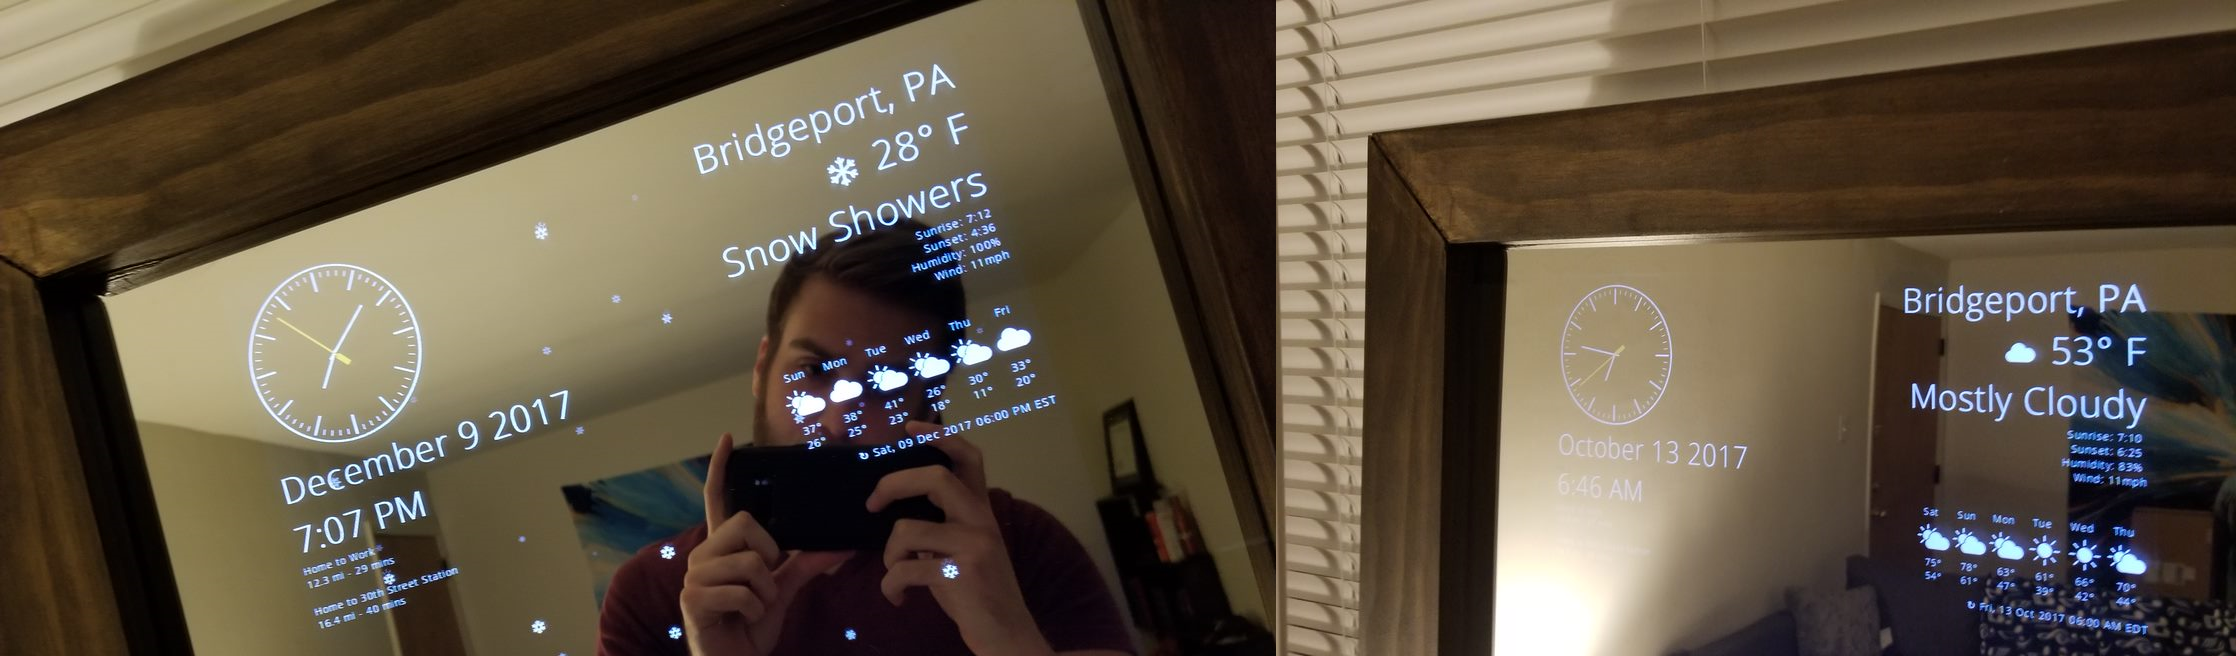 Bridgeport, PA
28° F
Snow Showers
Sunrise: 7:12
Sunset: 4:36
Humidity: 100%
Wind: 11mph
Sun Mon Tue Wed Thu Fri
37° 38° 41° 26° 30° 33°
26° 25° 23° 18° 11° 20°
↻ Sat, 09 Dec 2017 06:00 PM EST
December 9 2017
7:07 PM
Home to Work
12.3 mi - 29 mins
Home to 30th Street Station
16.4 mi - 40 mins
Bridgeport, PA
53° F
Mostly Cloudy
Sunrise: 7:10
Sunset: 6:25
Humidity: 83%
Wind: 11mph
Sat Sun Mon Tue Wed Thu
75° 78° 63° 61° 66° 70°
54° 61° 47° 39° 42° 44°
↻ Fri, 13 Oct 2017 06:00 AM EDT
October 13 2017
6:46 AM